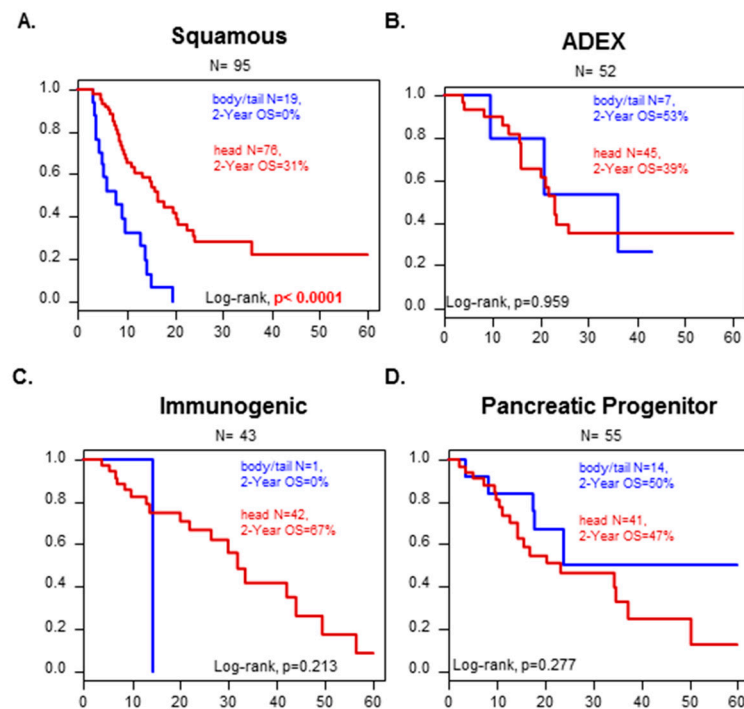 A.
Squamous
N= 95
1.0
0.8
0.6
0.4
0.2
0.0
body/tail N=19,
2-Year OS=0%
head N=76,
2-Year OS=31%
Log-rank, p< 0.0001
0 10 20 30 40 50 60
B.
ADEX
N= 52
1.0
0.8
0.6
0.4
0.2
0.0
body/tail N=7,
2-Year OS=53%
head N=45,
2-Year OS=39%
Log-rank, p=0.959
0 10 20 30 40 50 60
C.
Immunogenic
N= 43
1.0
0.8
0.6
0.4
0.2
0.0
body/tail N=1,
2-Year OS=0%
head N=42,
2-Year OS=67%
Log-rank, p=0.213
0 10 20 30 40 50 60
D.
Pancreatic Progenitor
N= 55
1.0
0.8
0.6
0.4
0.2
0.0
body/tail N=14,
2-Year OS=50%
head N=41,
2-Year OS=47%
Log-rank, p=0.277
0 10 20 30 40 50 60